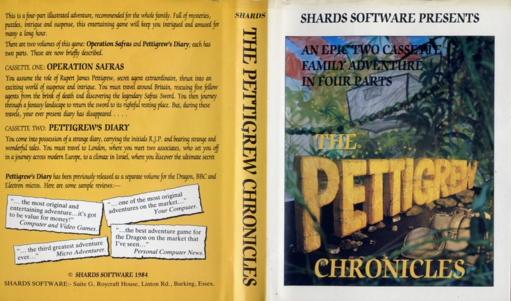 This is a four-part illustrated adventure, recommended for the whole family. Full of mysteries,
puzzles, intrigue and suspense, this entertaining game will keep you intrigued and amused for
many a long hour.
There are two volumes of this game: Operation Safras and Pettigrew's Diary; each has
two parts. These are now briefly described.
CASSETTE ONE: OPERATION SAFRAS
You assume the role of Rupert James Pettigrew, secret agent extraordinaire, thrust into an
exciting world of suspense and intrigue. You must travel around Britain, rescuing five fellow
agents from the brink of death and discovering the legendary Safras Sword. You then journey
through a fantasy landscape to return the sword to its rightful resting place. But, during these
travels, your ever present diary has disappeared . . . .
CASSETTE TWO: PETTIGREW'S DIARY
You come into possession of a strange diary, carrying the initials R.J.P. and bearing strange and
wonderful tales. You must travel to London, where you meet two associates, who set you off
in a journey across modern Europe, to a climax in Israel, where you discover the ultimate secret
Pettigrew's Diary has been previously released as a separate volume for the Dragon, BBC and
Electron micros. Here are some sample reviews:—
"... the most original and
entertaining adventure...it's got
to be value for money!"
Computer and Video Games.
"... one of the most original
adventures on the market..."
Your Computer.
"... the third greatest adventure
ever..."
Micro Adventurer.
"...the best adventure game for
the Dragon on the market that
I've seen..."
Personal Computer News.
© SHARDS SOFTWARE 1984
SHARDS SOFTWARE:- Suite G, Roycraft House, Linton Rd., Barking, Essex.
SHARDS
THE PETTIGREW CHRONICLES
SHARDS SOFTWARE PRESENTS
AN EPIC TWO CASSETTE
FAMILY ADVENTURE
IN FOUR PARTS
THE
PETTIGREW
CHRONICLES